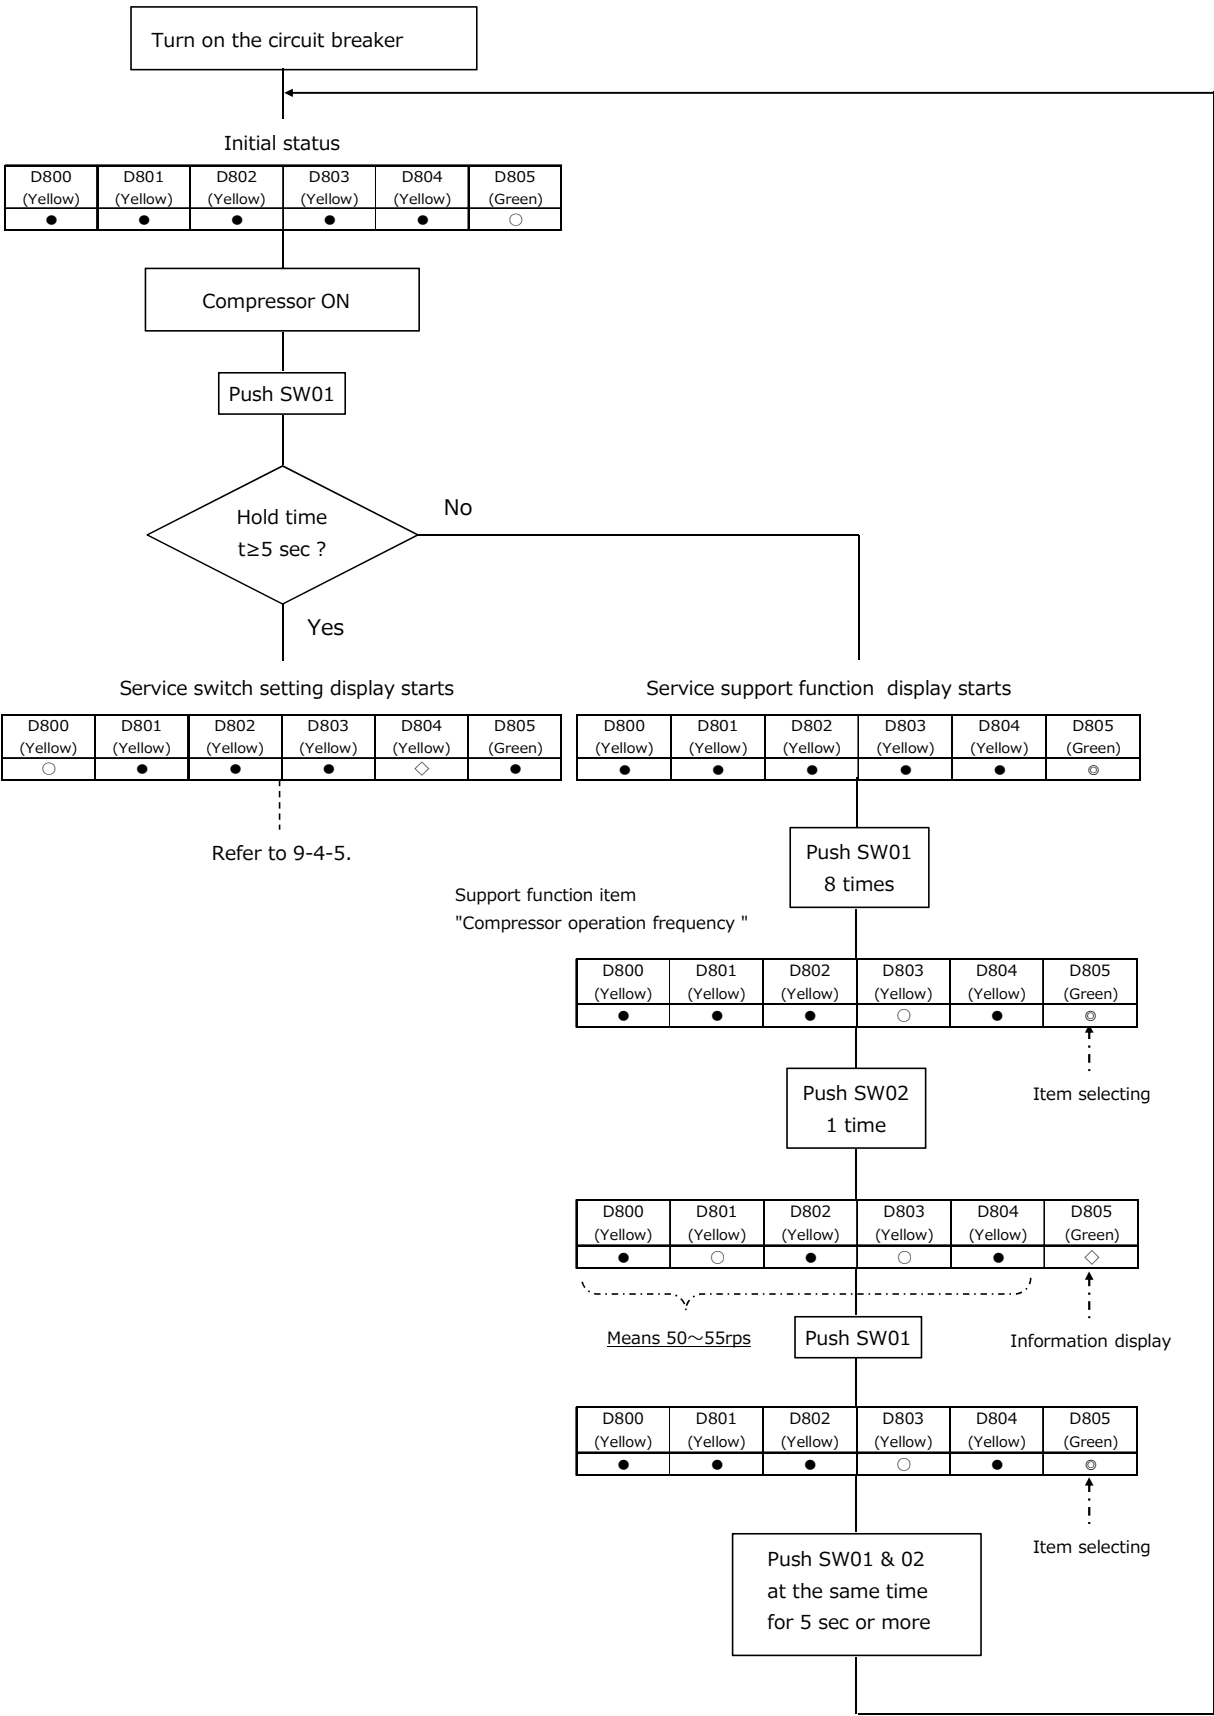 Turn on the circuit breaker
Initial status
D800 D801 D802 D803 D804 D805
(Yellow) (Yellow) (Yellow) (Yellow) (Yellow) (Green)
● ● ● ● ● ○
Compressor ON
Push SW01
Hold time
t≥5 sec ?
No
Yes
Service switch setting display starts
D800 D801 D802 D803 D804 D805
(Yellow) (Yellow) (Yellow) (Yellow) (Yellow) (Green)
○ ● ● ● ◇ ●
Refer to 9-4-5.
Service support function display starts
D800 D801 D802 D803 D804 D805
(Yellow) (Yellow) (Yellow) (Yellow) (Yellow) (Green)
● ● ● ● ● ◎
Push SW01
8 times
Support function item
"Compressor operation frequency "
D800 D801 D802 D803 D804 D805
(Yellow) (Yellow) (Yellow) (Yellow) (Yellow) (Green)
● ● ● ○ ● ◎
Item selecting
Push SW02
1 time
D800 D801 D802 D803 D804 D805
(Yellow) (Yellow) (Yellow) (Yellow) (Yellow) (Green)
● ○ ● ○ ● ◇
Means 50～55rps
Push SW01
Information display
D800 D801 D802 D803 D804 D805
(Yellow) (Yellow) (Yellow) (Yellow) (Yellow) (Green)
● ● ● ○ ● ◎
Item selecting
Push SW01 & 02
at the same time
for 5 sec or more